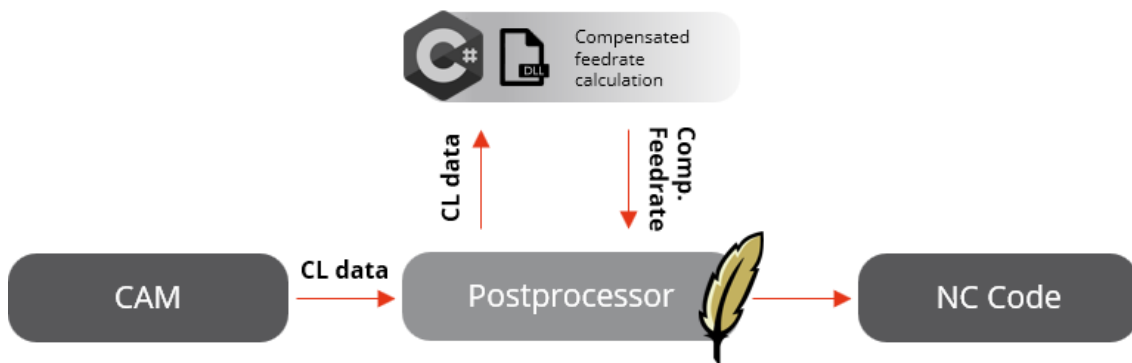 C#
DLL
Compensated
feedrate
calculation
CL data
Comp.
Feedrate
CAM
CL data
Postprocessor
NC Code